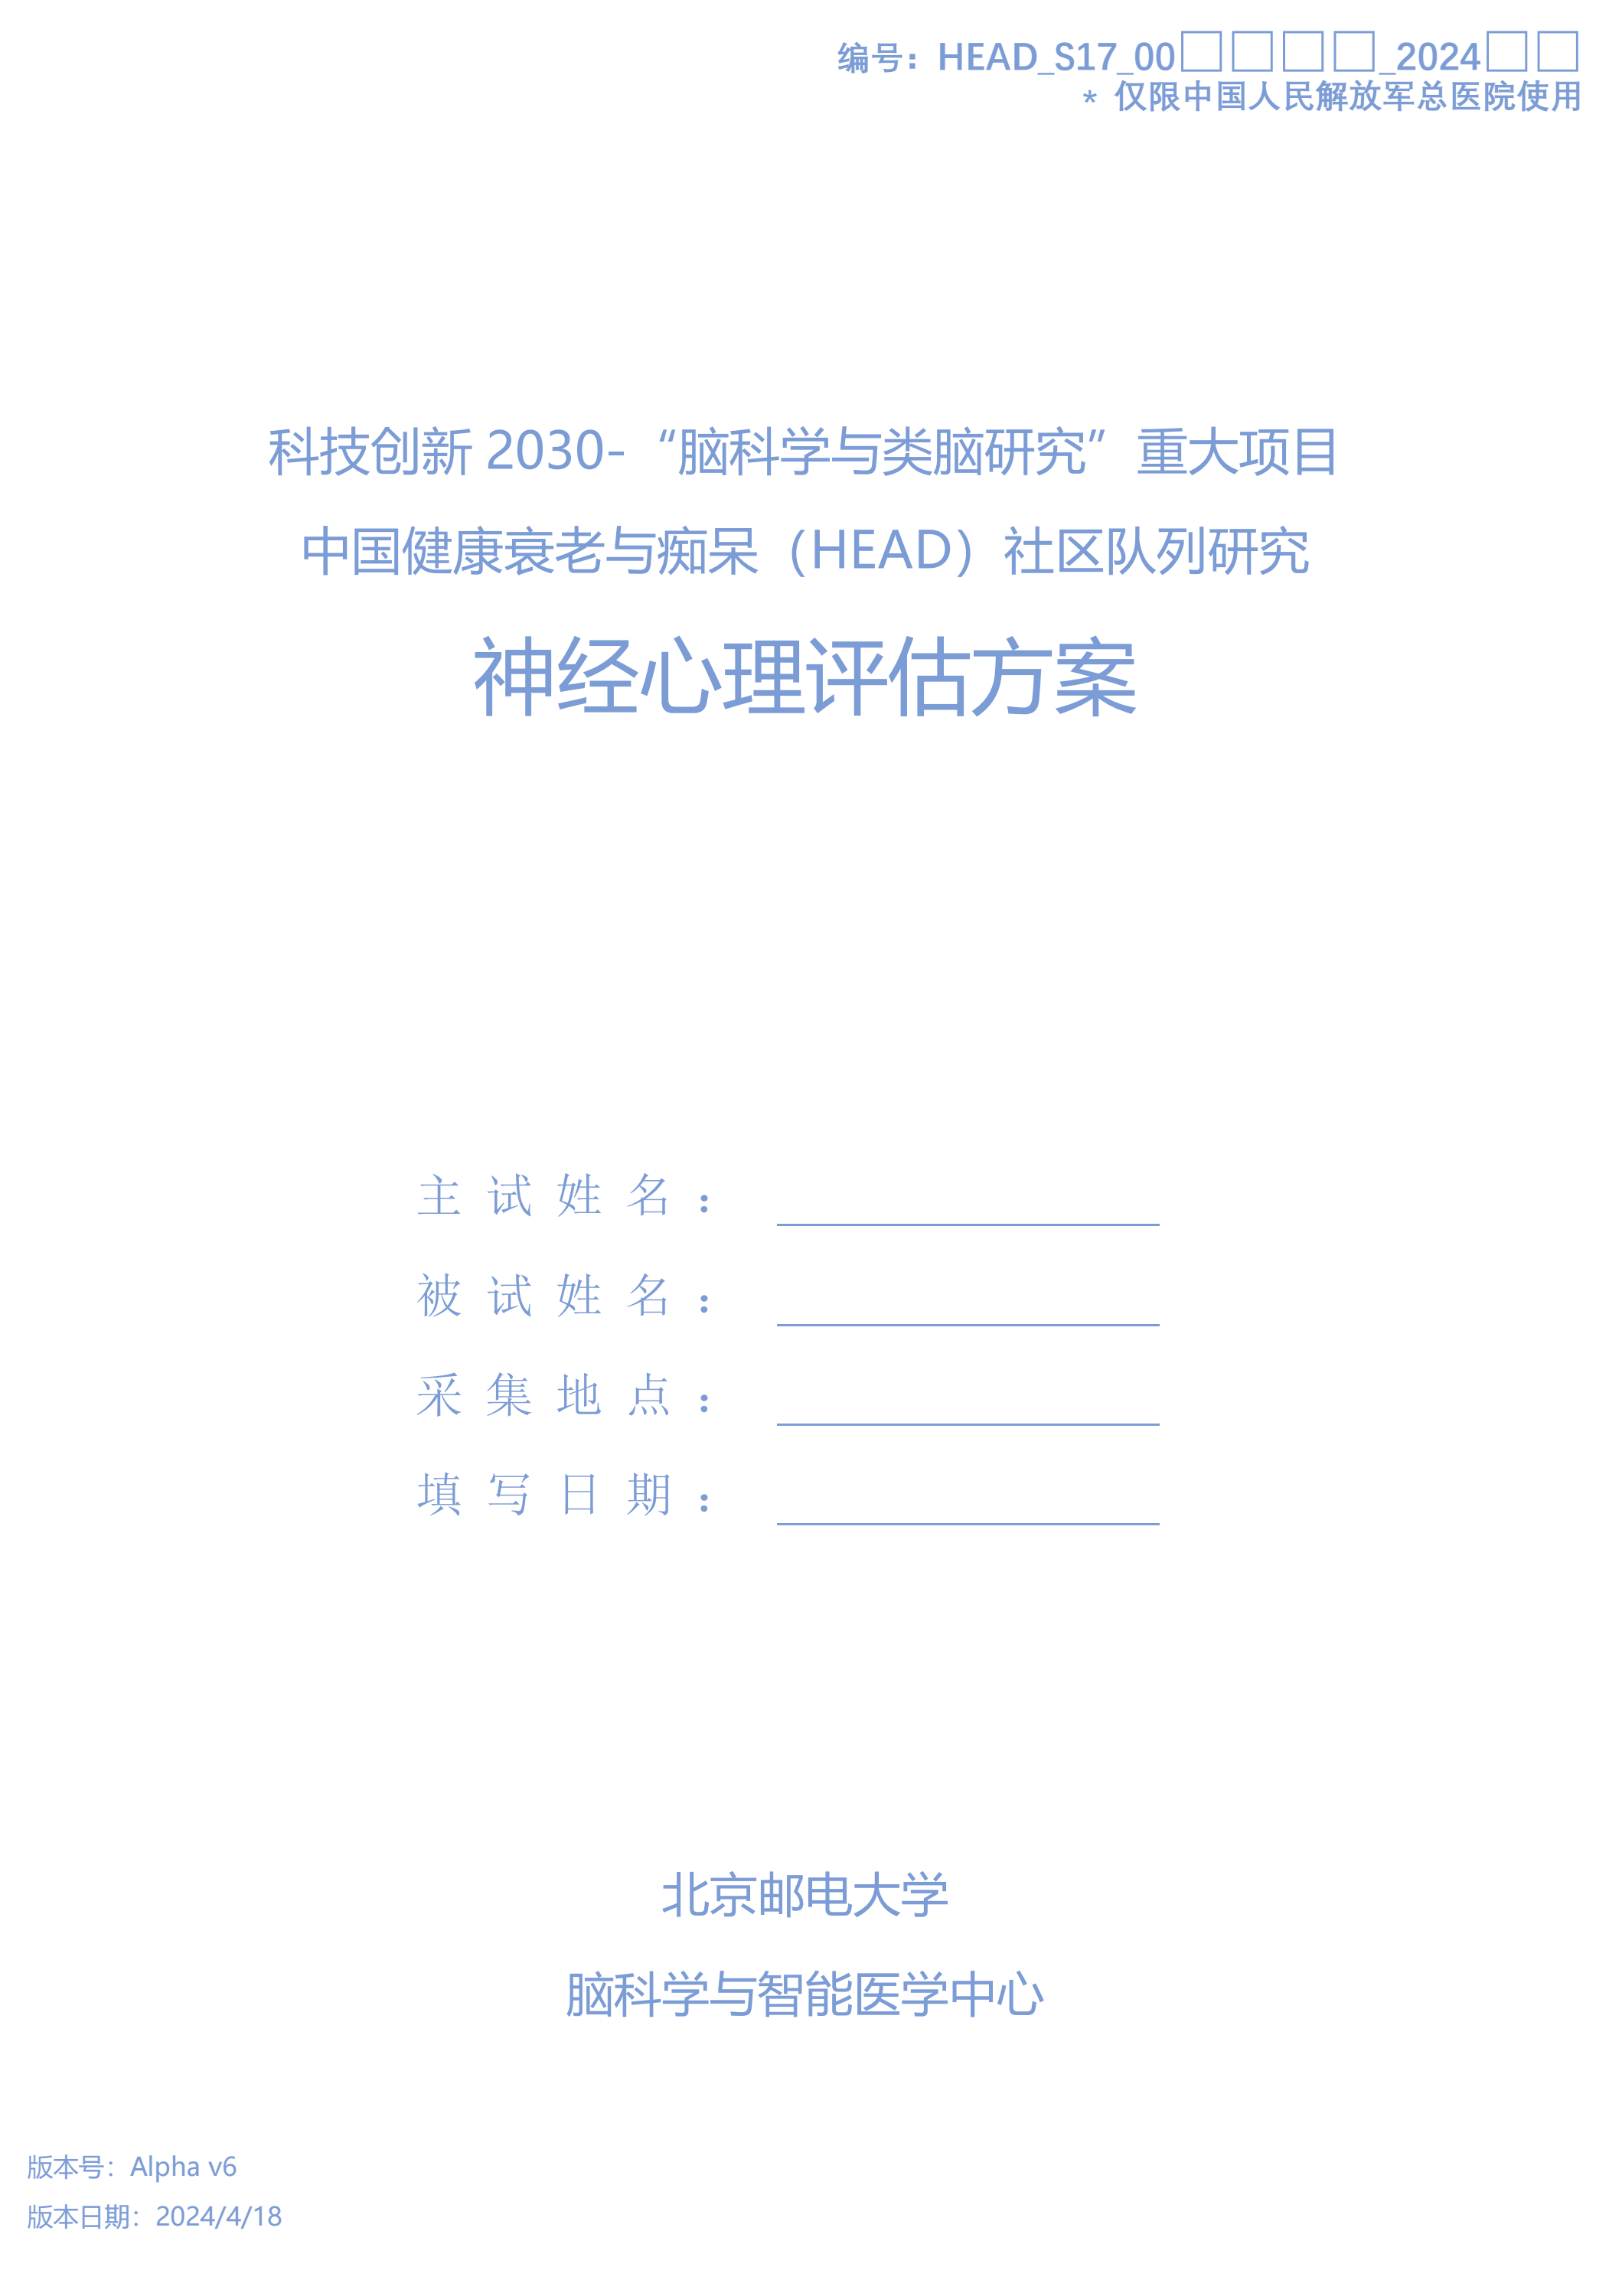 编号：HEAD_S17_00□□□□_2024□□
* 仅限中国人民解放军总医院使用
科技创新 2030-“脑科学与类脑研究”重大项目
中国健康衰老与痴呆（HEAD）社区队列研究
神经心理评估方案
主试姓名：
被试姓名：
采集地点：
填写日期：
北京邮电大学
脑科学与智能医学中心
版本号：Alpha v6
版本日期：2024/4/18